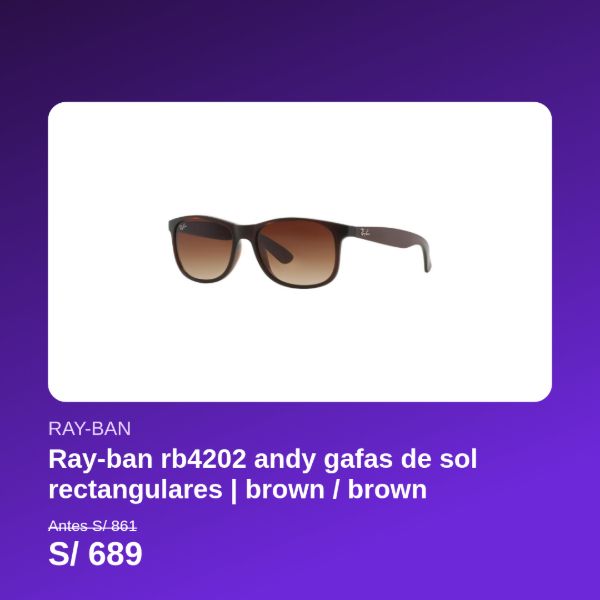 RAY-BAN
Ray-ban rb4202 andy gafas de sol
rectangulares | brown / brown
Antes S/ 861
S/ 689